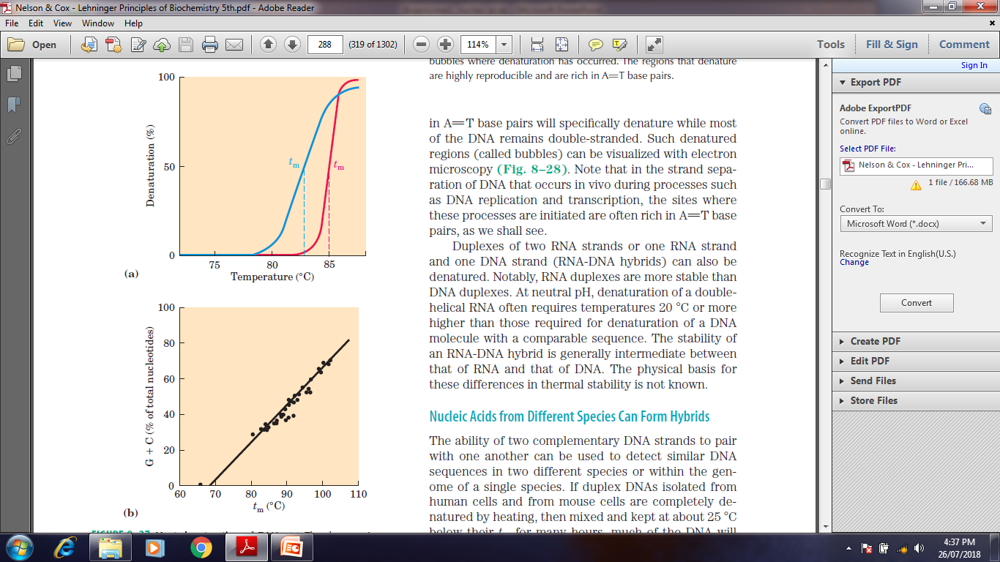 Nelson & Cox - Lehninger Principles of Biochemistry 5th.pdf - Adobe Reader
File Edit View Window Help
Open 288 (319 of 1302) 114% Tools Fill & Sign Comment
100
50
0
Denaturation (%)
tm
tm
75 80 85
Temperature (°C)
(a)
100
80
60
40
20
0
G + C (% of total nucleotides)
60 70 80 90 100 110
tm (°C)
(b)
bubbles where denaturation has occurred. The regions that denature
are highly reproducible and are rich in A═T base pairs.
in A═T base pairs will specifically denature while most
of the DNA remains double-stranded. Such denatured
regions (called bubbles) can be visualized with electron
microscopy (Fig. 8–28). Note that in the strand sepa-
ration of DNA that occurs in vivo during processes such
as DNA replication and transcription, the sites where
these processes are initiated are often rich in A═T base
pairs, as we shall see.
Duplexes of two RNA strands or one RNA strand
and one DNA strand (RNA-DNA hybrids) can also be
denatured. Notably, RNA duplexes are more stable than
DNA duplexes. At neutral pH, denaturation of a double-
helical RNA often requires temperatures 20 °C or more
higher than those required for denaturation of a DNA
molecule with a comparable sequence. The stability of
an RNA-DNA hybrid is generally intermediate between
that of RNA and that of DNA. The physical basis for
these differences in thermal stability is not known.
Nucleic Acids from Different Species Can Form Hybrids
The ability of two complementary DNA strands to pair
with one another can be used to detect similar DNA
sequences in two different species or within the gen-
ome of a single species. If duplex DNAs isolated from
human cells and from mouse cells are completely de-
natured by heating, then mixed and kept at about 25 °C
below their t for many hours, much of the DNA will
Sign In
Export PDF
Adobe ExportPDF
Convert PDF files to Word or Excel
online.
Select PDF File:
Nelson & Cox - Lehninger Pri...
1 file / 166.68 MB
Convert To:
Microsoft Word (*.docx)
Recognize Text in English(U.S.)
Change
Convert
Create PDF
Edit PDF
Send Files
Store Files
4:37 PM
26/07/2018